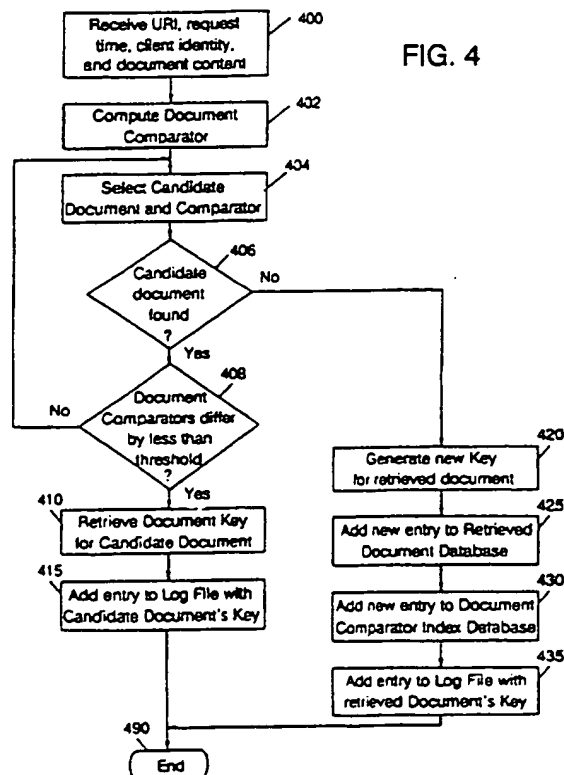 FIG. 4
400
Receive URI, request
time, client identity,
and document content
402
Compute Document
Comparator
404
Select Candidate
Document and Comparator
406
Candidate
document
found
?
No
Yes
408
Document
Comparators differ
by less than
threshold
?
No
Yes
410
Retrieve Document Key
for Candidate Document
415
Add entry to Log File with
Candidate Document's Key
420
Generate new Key
for retrieved document
425
Add new entry to Retrieved
Document Database
430
Add new entry to Document
Comparator Index Database
435
Add entry to Log File with
retrieved Document's Key
490
End